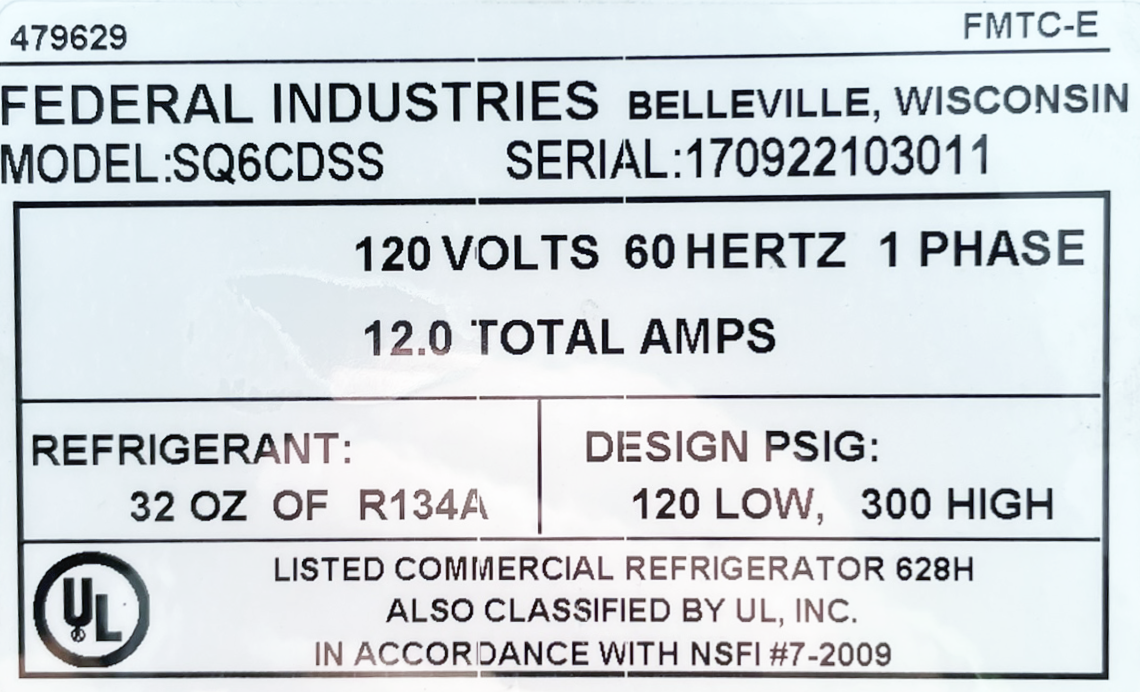 479629 FMTC-E
FEDERAL INDUSTRIES BELLEVILLE, WISCONSIN
MODEL:SQ6CDSS SERIAL:170922103011
120 VOLTS 60 HERTZ 1 PHASE
12.0 TOTAL AMPS
REFRIGERANT:
32 OZ OF R134A
DESIGN PSIG:
120 LOW, 300 HIGH
UL
®
LISTED COMMERCIAL REFRIGERATOR 628H
ALSO CLASSIFIED BY UL, INC.
IN ACCORDANCE WITH NSFI #7-2009